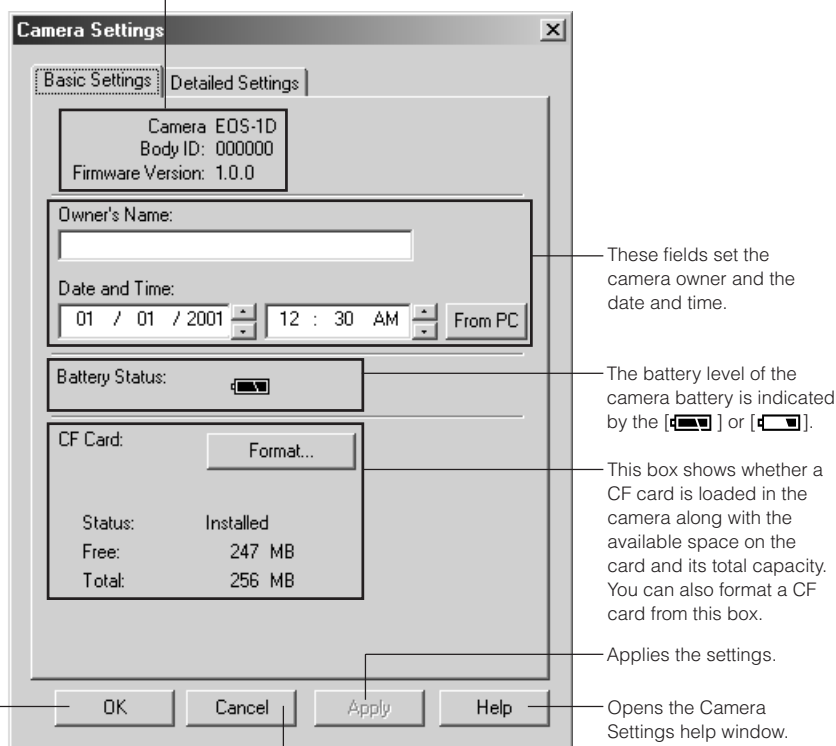 Camera Settings
Basic Settings Detailed Settings
Camera EOS-1D
Body ID: 000000
Firmware Version: 1.0.0
Owner's Name:
Date and Time:
01 / 01 / 2001 12 : 30 AM From PC
Battery Status:
CF Card:
Format...
Status: Installed
Free: 247 MB
Total: 256 MB
OK Cancel Apply Help
These fields set the
camera owner and the
date and time.
The battery level of the
camera battery is indicated
by the [ ] or [ ].
This box shows whether a
CF card is loaded in the
camera along with the
available space on the
card and its total capacity.
You can also format a CF
card from this box.
Applies the settings.
Opens the Camera
Settings help window.